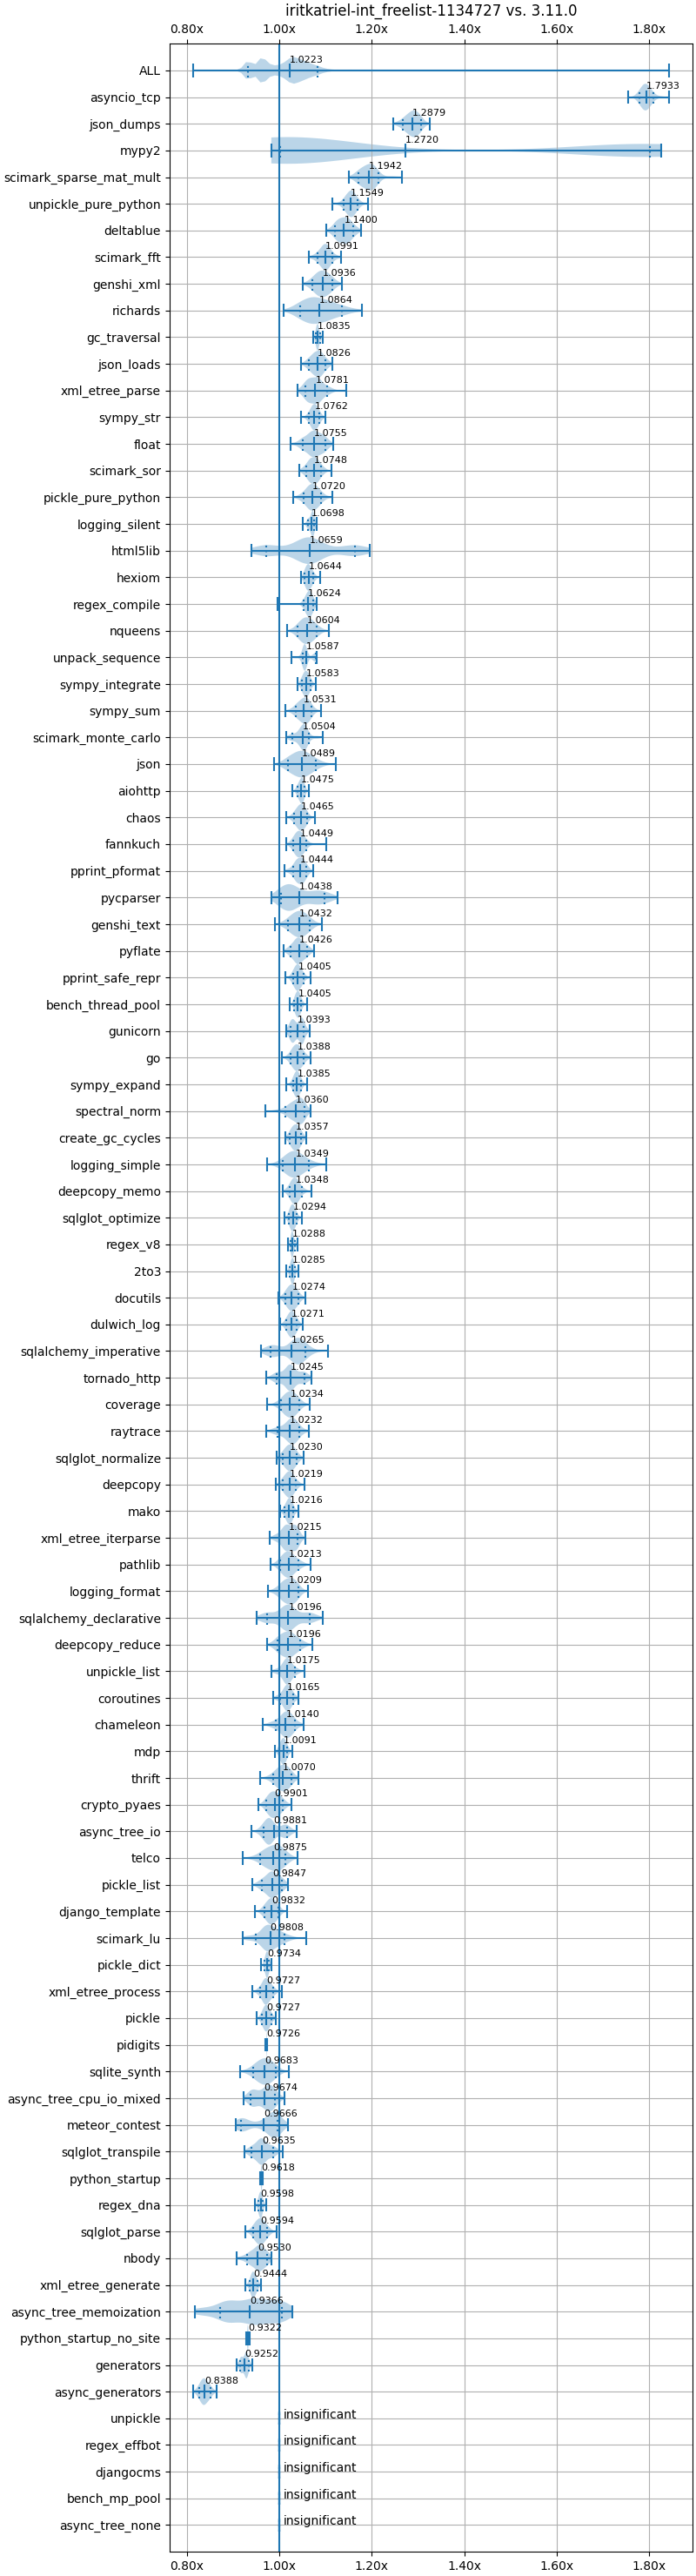 iritkatriel-int_freelist-1134727 vs. 3.11.0
0.80x 1.00x 1.20x 1.40x 1.60x 1.80x
ALL 1.0223
asyncio_tcp 1.7933
json_dumps 1.2879
mypy2 1.2720
scimark_sparse_mat_mult 1.1942
unpickle_pure_python 1.1549
deltablue 1.1400
scimark_fft 1.0991
genshi_xml 1.0936
richards 1.0864
gc_traversal 1.0835
json_loads 1.0826
xml_etree_parse 1.0781
sympy_str 1.0762
float 1.0755
scimark_sor 1.0748
pickle_pure_python 1.0720
logging_silent 1.0698
html5lib 1.0659
hexiom 1.0644
regex_compile 1.0624
nqueens 1.0604
unpack_sequence 1.0587
sympy_integrate 1.0583
sympy_sum 1.0531
scimark_monte_carlo 1.0504
json 1.0489
aiohttp 1.0475
chaos 1.0465
fannkuch 1.0449
pprint_pformat 1.0444
pycparser 1.0438
genshi_text 1.0432
pyflate 1.0426
pprint_safe_repr 1.0405
bench_thread_pool 1.0405
gunicorn 1.0393
go 1.0388
sympy_expand 1.0385
spectral_norm 1.0360
create_gc_cycles 1.0357
logging_simple 1.0349
deepcopy_memo 1.0348
sqlglot_optimize 1.0294
regex_v8 1.0288
2to3 1.0285
docutils 1.0274
dulwich_log 1.0271
sqlalchemy_imperative 1.0265
tornado_http 1.0245
coverage 1.0234
raytrace 1.0232
sqlglot_normalize 1.0230
deepcopy 1.0219
mako 1.0216
xml_etree_iterparse 1.0215
pathlib 1.0213
logging_format 1.0209
sqlalchemy_declarative 1.0196
deepcopy_reduce 1.0196
unpickle_list 1.0175
coroutines 1.0165
chameleon 1.0140
mdp 1.0091
thrift 1.0070
crypto_pyaes 0.9901
async_tree_io 0.9881
telco 0.9875
pickle_list 0.9847
django_template 0.9832
scimark_lu 0.9808
pickle_dict 0.9734
xml_etree_process 0.9727
pickle 0.9727
pidigits 0.9726
sqlite_synth 0.9683
async_tree_cpu_io_mixed 0.9674
meteor_contest 0.9666
sqlglot_transpile 0.9635
python_startup 0.9618
regex_dna 0.9598
sqlglot_parse 0.9594
nbody 0.9530
xml_etree_generate 0.9444
async_tree_memoization 0.9366
python_startup_no_site 0.9322
generators 0.9252
async_generators 0.8388
unpickle insignificant
regex_effbot insignificant
djangocms insignificant
bench_mp_pool insignificant
async_tree_none insignificant
0.80x 1.00x 1.20x 1.40x 1.60x 1.80x